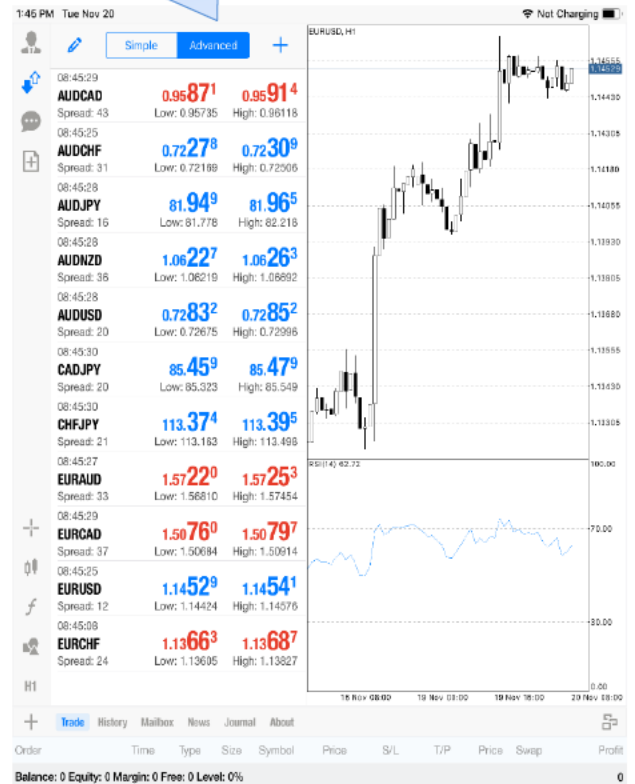 1:45 PM Tue Nov 20 Not Charging
Simple Advanced
EURUSD, H1
08:45:29
AUDCAD 0.95871 0.95914
Spread: 43 Low: 0.95735 High: 0.96118
08:45:25
AUDCHF 0.72278 0.72309
Spread: 31 Low: 0.72169 High: 0.72506
08:45:28
AUDJPY 81.949 81.965
Spread: 16 Low: 81.778 High: 82.218
08:45:28
AUDNZD 1.06227 1.06263
Spread: 36 Low: 1.06219 High: 1.06692
08:45:28
AUDUSD 0.72832 0.72852
Spread: 20 Low: 0.72675 High: 0.72996
08:45:30
CADJPY 85.459 85.479
Spread: 20 Low: 85.323 High: 85.549
08:45:30
CHFJPY 113.374 113.395
Spread: 21 Low: 113.163 High: 113.498
08:45:27
EURAUD 1.57220 1.57253
Spread: 33 Low: 1.56810 High: 1.57454
08:45:29
EURCAD 1.50760 1.50797
Spread: 37 Low: 1.50684 High: 1.50914
08:45:25
EURUSD 1.14529 1.14541
Spread: 12 Low: 1.14424 High: 1.14576
08:45:08
EURCHF 1.13663 1.13687
Spread: 24 Low: 1.13605 High: 1.13827
H1
1.14555
1.14529
1.14430
1.14305
1.14180
1.14055
1.13930
1.13805
1.13680
1.13555
1.13430
1.13305
RSI(14) 62.72
100.00
70.00
30.00
0.00
16 Nov 08:00 19 Nov 08:00 19 Nov 16:00 20 Nov 08:00
Trade History Mailbox News Journal About
Order Time Type Size Symbol Price S/L T/P Price Swap Profit
Balance: 0 Equity: 0 Margin: 0 Free: 0 Level: 0% 0